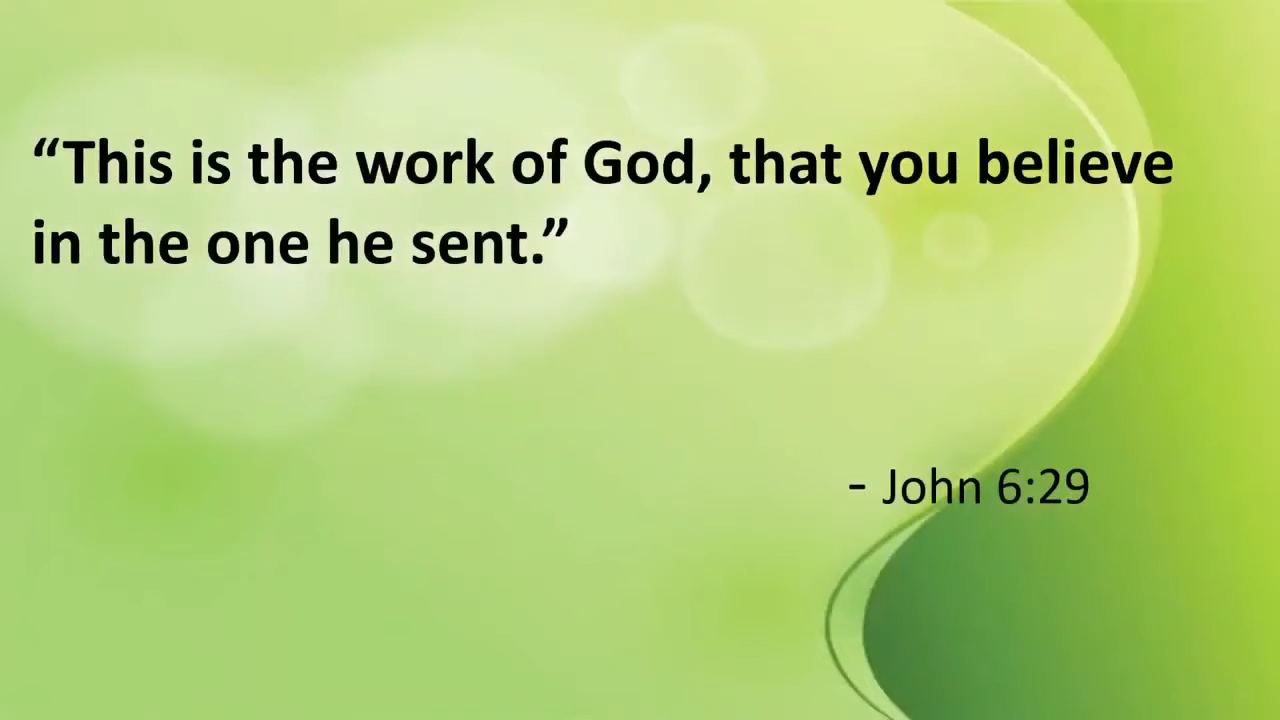 “This is the work of God, that you believe
in the one he sent.”
- John 6:29